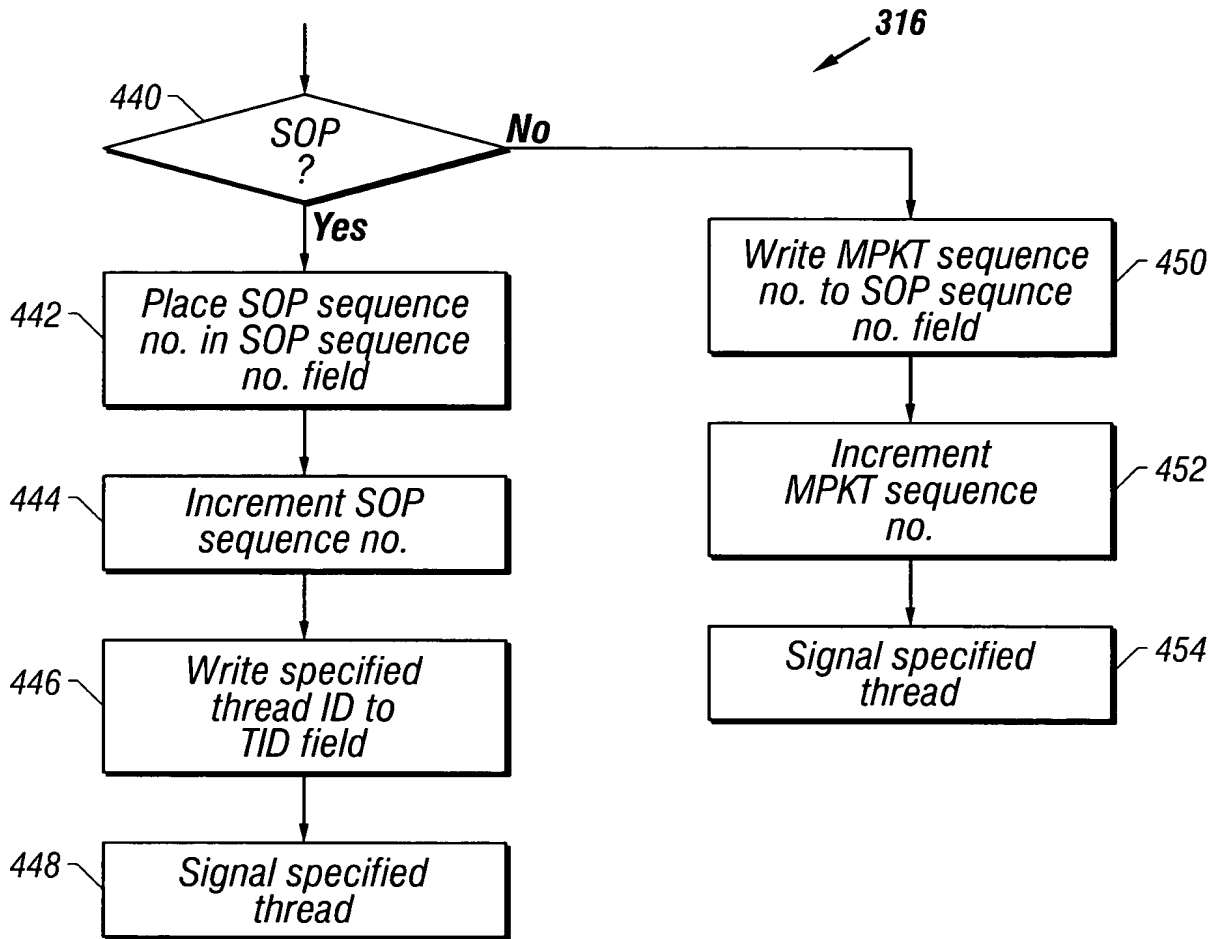 316
440
SOP
?
No
Yes
442
Place SOP sequence
no. in SOP sequence
no. field
444
Increment SOP
sequence no.
446
Write specified
thread ID to
TID field
448
Signal specified
thread
Write MPKT sequence
no. to SOP sequnce
no. field
450
Increment
MPKT sequence
no.
452
Signal specified
thread
454